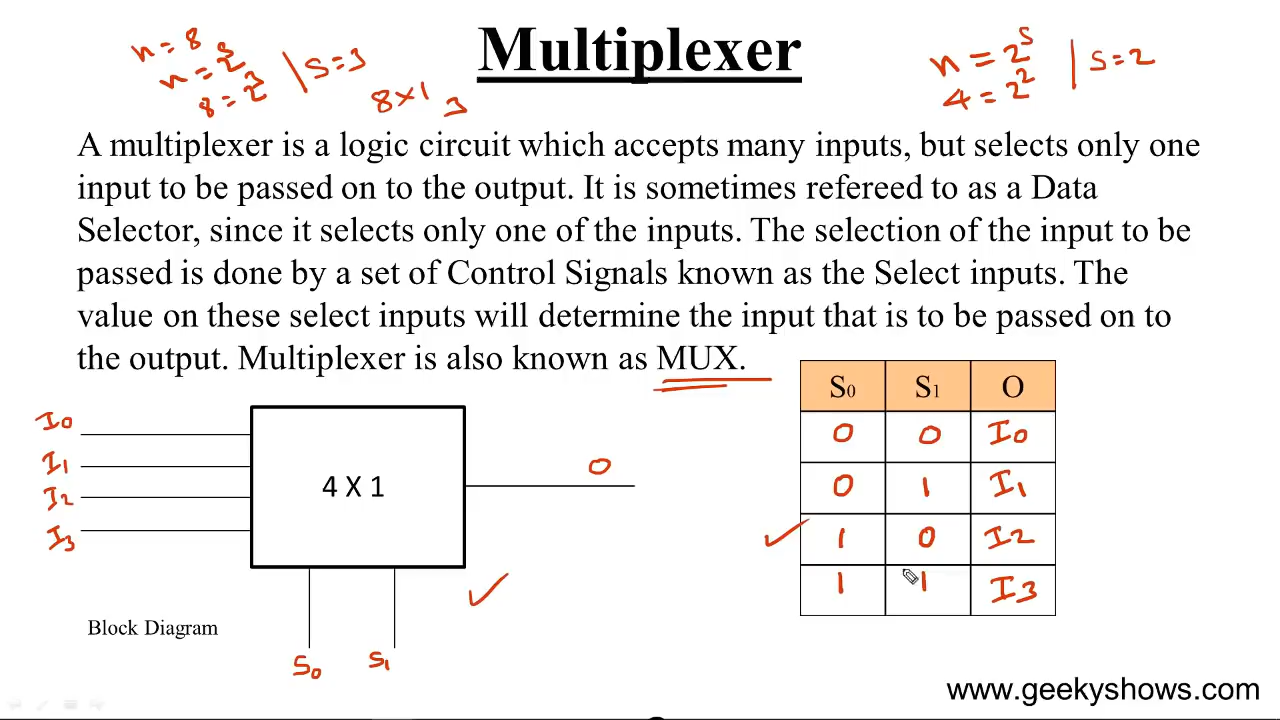 Multiplexer
n = 8
n = 2^s
8 = 2^3
| S = 3
8 x 1 3
n = 2^s
4 = 2^2
| S = 2
A multiplexer is a logic circuit which accepts many inputs, but selects only one
input to be passed on to the output. It is sometimes refereed to as a Data
Selector, since it selects only one of the inputs. The selection of the input to be
passed is done by a set of Control Signals known as the Select inputs. The
value on these select inputs will determine the input that is to be passed on to
the output. Multiplexer is also known as MUX.
I0
I1
I2
I3
4 X 1
O
S0 S1
Block Diagram
S0 S1 O
0 0 I0
0 1 I1
1 0 I2
1 1 I3
www.geekyshows.com